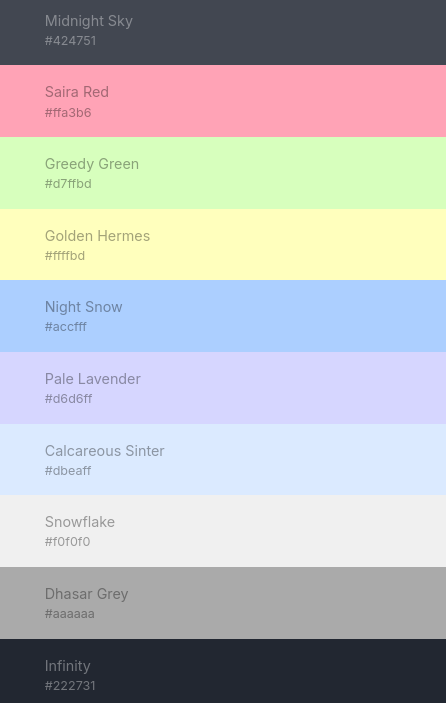 Midnight Sky
#424751
Saira Red
#ffa3b6
Greedy Green
#d7ffbd
Golden Hermes
#ffffbd
Night Snow
#accfff
Pale Lavender
#d6d6ff
Calcareous Sinter
#dbeaff
Snowflake
#f0f0f0
Dhasar Grey
#aaaaaa
Infinity
#222731